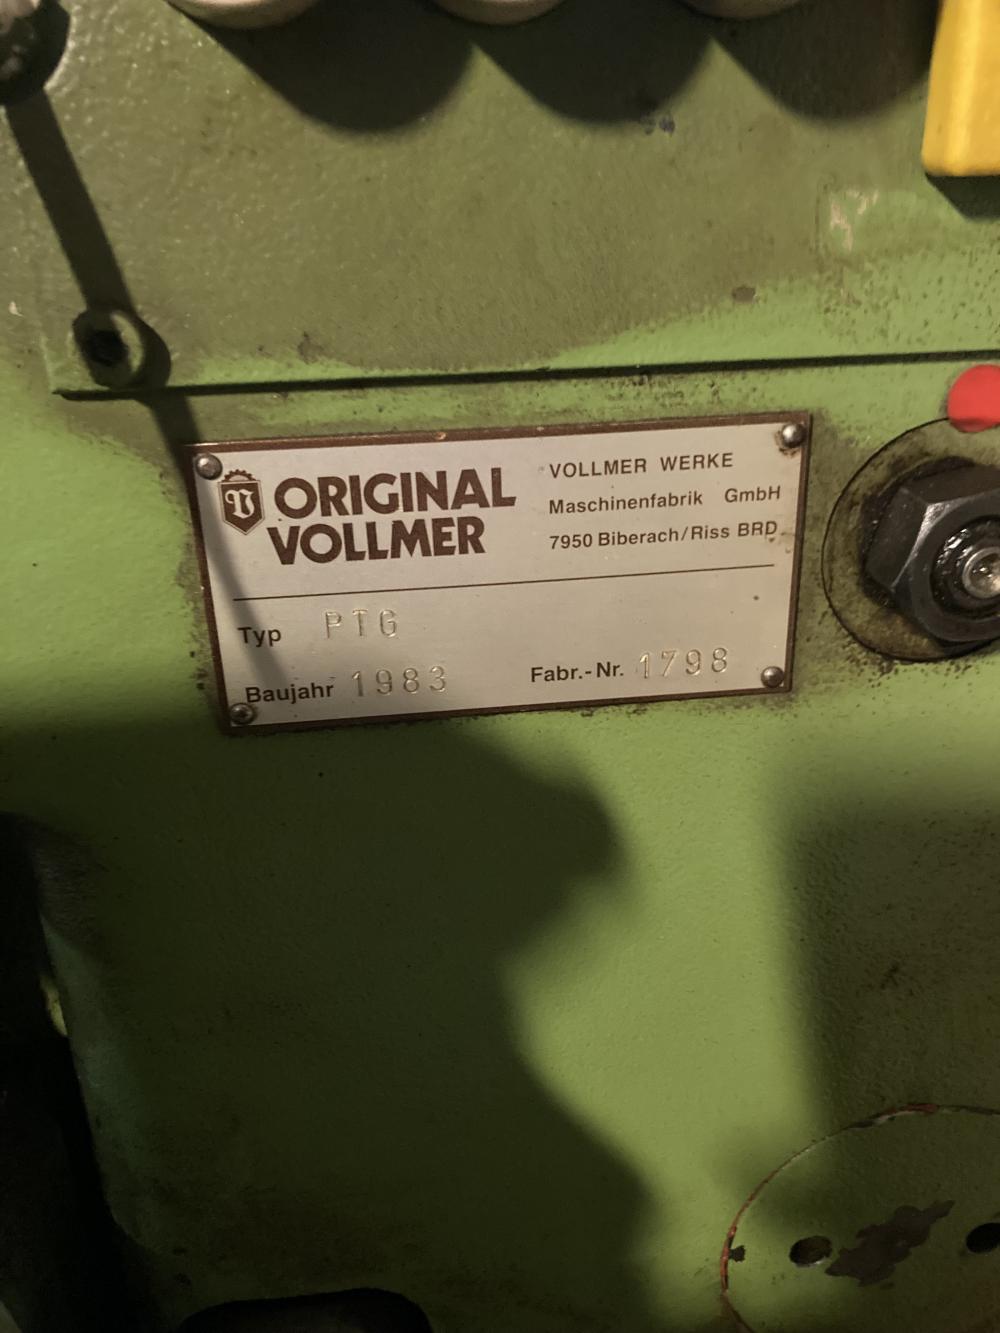 ORIGINAL
VOLLMER
VOLLMER WERKE
Maschinenfabrik GmbH
7950 Biberach/Riss BRD
Typ PTG
Baujahr 1983 Fabr.-Nr. 1798